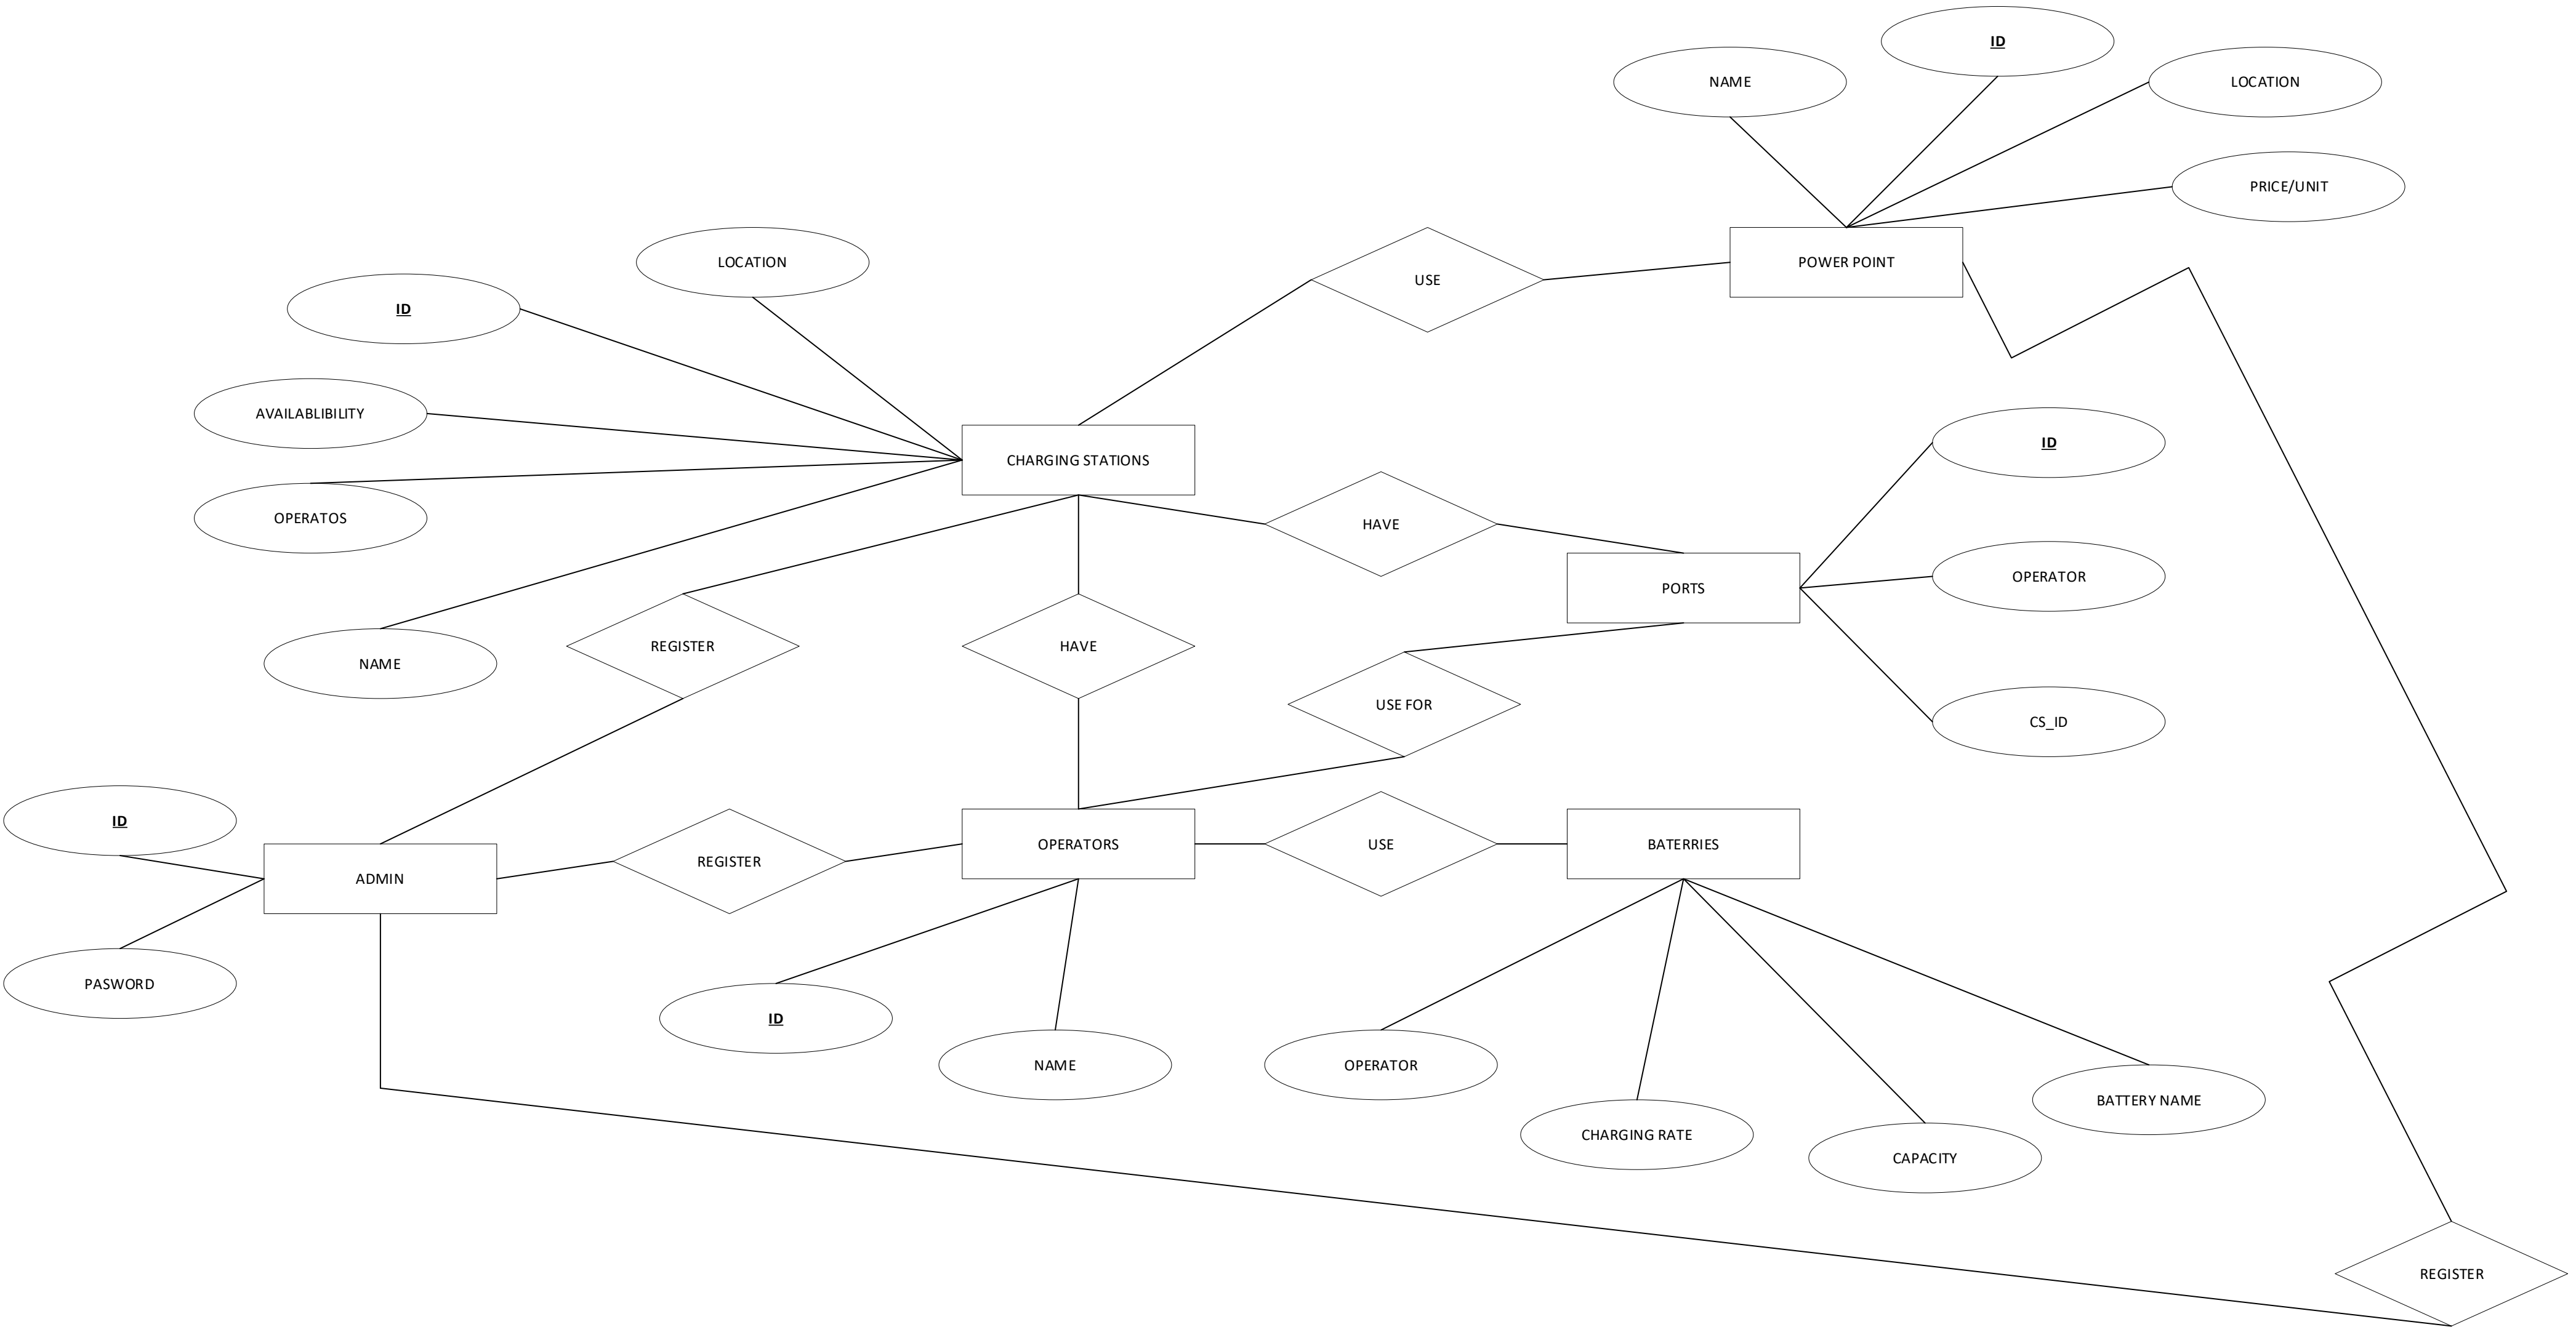 ID
NAME
LOCATION
PRICE/UNIT
LOCATION
POWER POINT
USE
ID
AVAILABLIBILITY
ID
CHARGING STATIONS
OPERATOS
HAVE
OPERATOR
PORTS
REGISTER
HAVE
NAME
USE FOR
CS_ID
ID
OPERATORS
USE
BATERRIES
REGISTER
ADMIN
PASWORD
ID
NAME
OPERATOR
BATTERY NAME
CHARGING RATE
CAPACITY
REGISTER